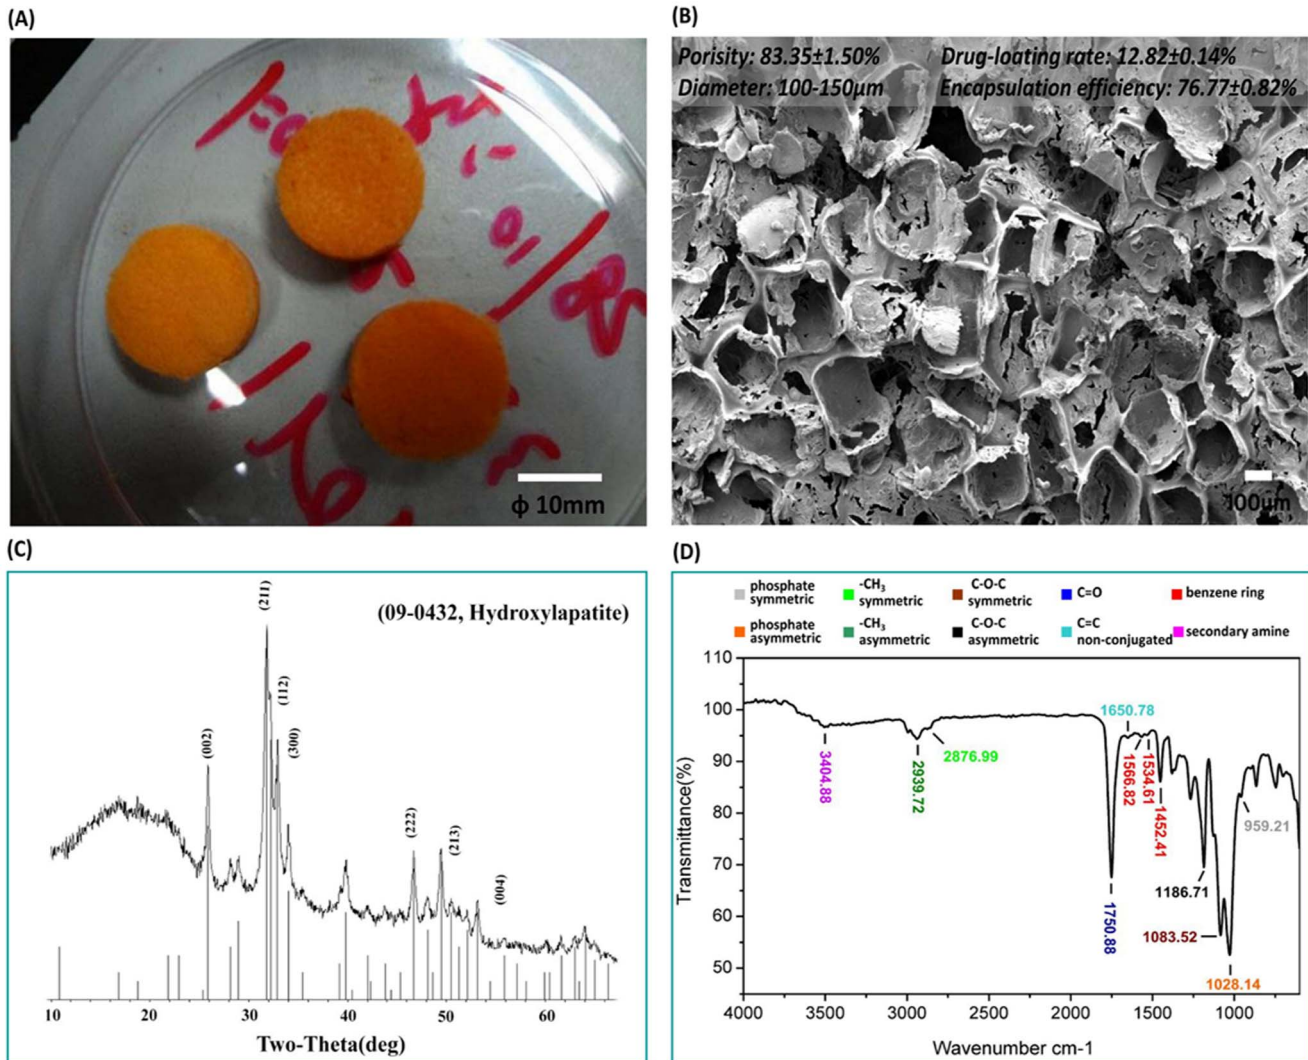 (A)
ϕ 10mm
(B)
Porisity: 83.35±1.50%
Drug-loating rate: 12.82±0.14%
Diameter: 100-150μm
Encapsulation efficiency: 76.77±0.82%
100μm
(C)
(09-0432, Hydroxylapatite)
(002)
(211)
(112)
(300)
(222)
(213)
(004)
10
20
30
40
50
60
Two-Theta(deg)
(D)
phosphate symmetric
-CH₃ symmetric
C-O-C symmetric
C=O
benzene ring
phosphate asymmetric
-CH₃ asymmetric
C-O-C asymmetric
C=C non-conjugated
secondary amine
110
100
90
80
70
60
50
Transmittance(%)
3404.88
2939.72
2876.99
1750.88
1650.78
1566.82
1534.61
1452.41
1186.71
1083.52
1028.14
959.21
4000
3500
3000
2500
2000
1500
1000
Wavenumber cm-1